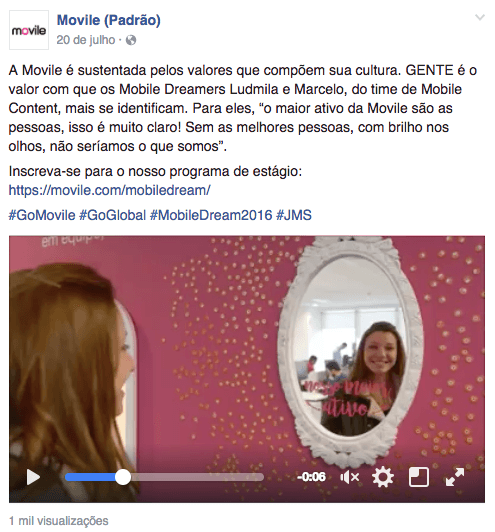 movile
Movile (Padrão)
20 de julho ·
A Movile é sustentada pelos valores que compõem sua cultura. GENTE é o
valor com que os Mobile Dreamers Ludmila e Marcelo, do time de Mobile
Content, mais se identificam. Para eles, “o maior ativo da Movile são as
pessoas, isso é muito claro! Sem as melhores pessoas, com brilho nos
olhos, não seríamos o que somos”.
Inscreva-se para o nosso programa de estágio:
https://movile.com/mobiledream/
#GoMovile #GoGlobal #MobileDream2016 #JMS
em equipe
nosso maior
ativo
-0:06
1 mil visualizações